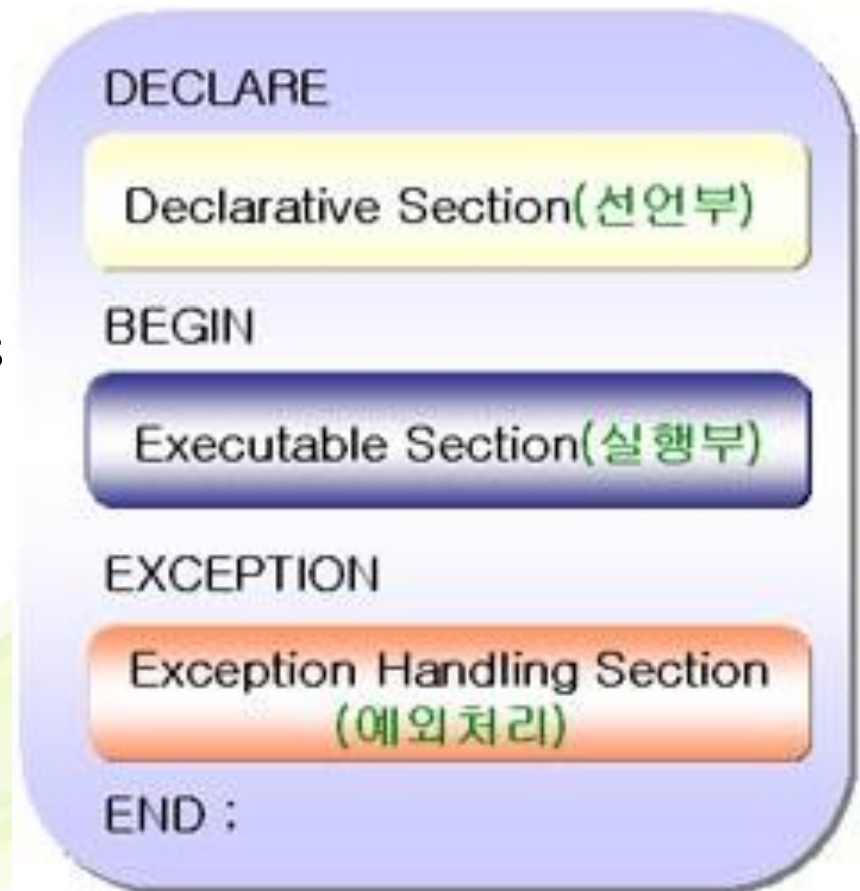 DECLARE
Declarative Section(선언부)
BEGIN
Executable Section(실행부)
EXCEPTION
Exception Handling Section
(예외처리)
END ;